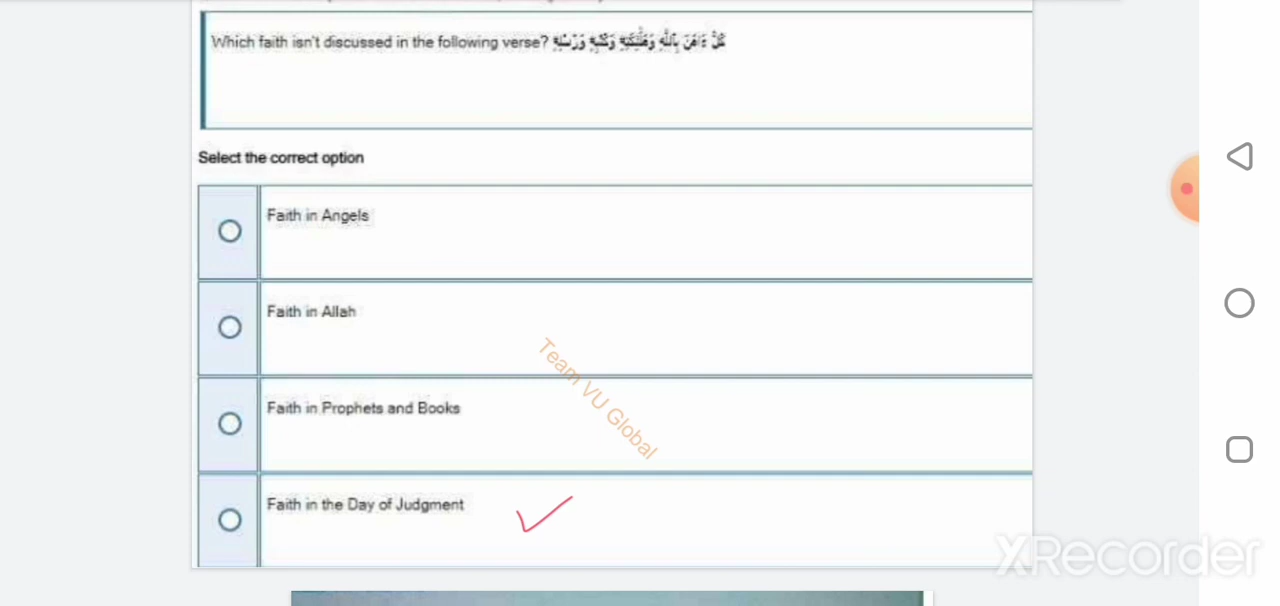 Which faith isn't discussed in the following verse? كُلٌّ ءَامَنَ بِٱللَّهِ وَمَلَٰٓئِكَتِهِۦ وَكُتُبِهِۦ وَرُسُلِهِۦ
Select the correct option
Faith in Angels
Faith in Allah
Faith in Prophets and Books
Faith in the Day of Judgment
Team VU Global
XRecorder